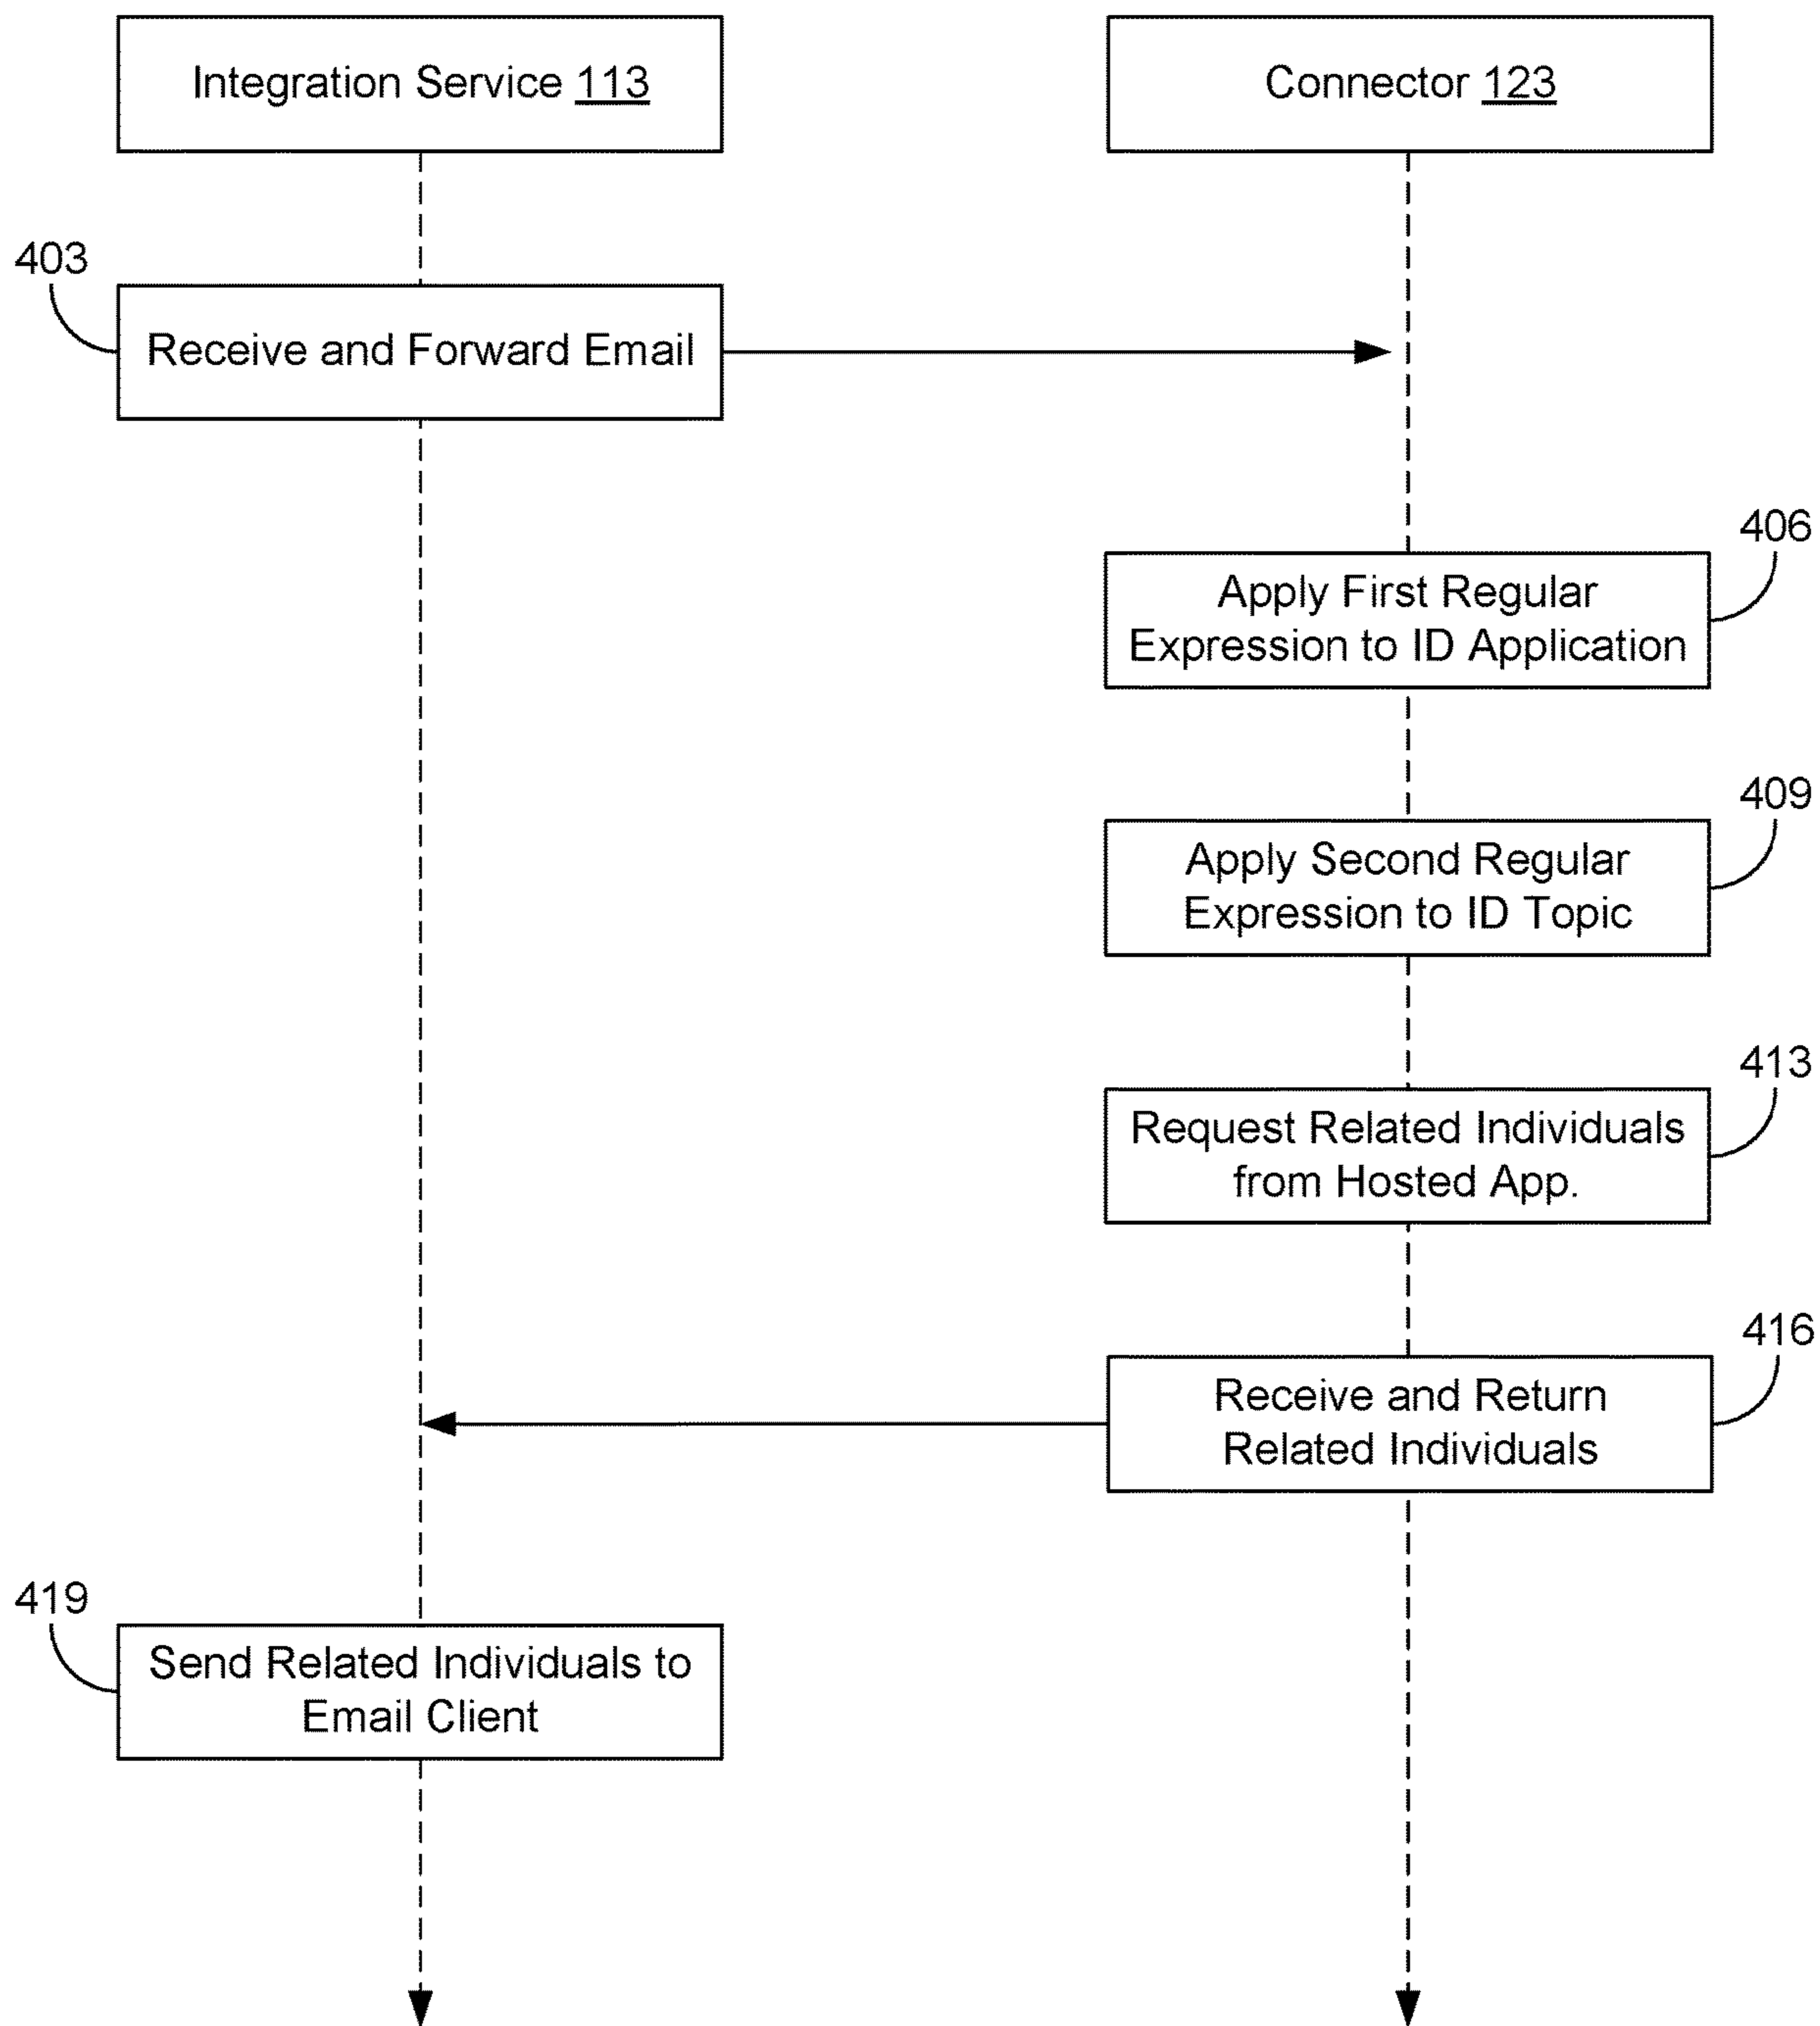 Integration Service 113
Connector 123
403
Receive and Forward Email
406
Apply First Regular
Expression to ID Application
409
Apply Second Regular
Expression to ID Topic
413
Request Related Individuals
from Hosted App.
416
Receive and Return
Related Individuals
419
Send Related Individuals to
Email Client